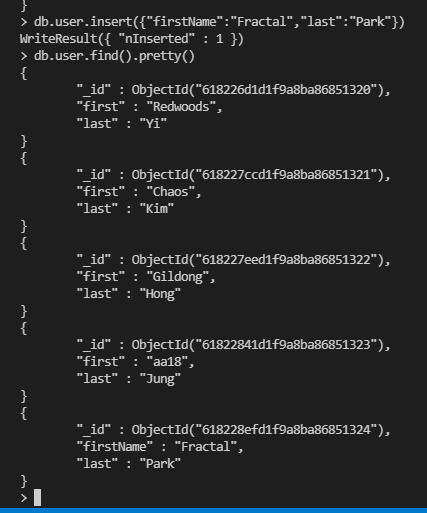 }
> db.user.insert({"firstName":"Fractal","last":"Park"})
WriteResult({ "nInserted" : 1 })
> db.user.find().pretty()
{
"_id" : ObjectId("618226d1d1f9a8ba86851320"),
"first" : "Redwoods",
"last" : "Yi"
}
{
"_id" : ObjectId("618227ccd1f9a8ba86851321"),
"first" : "Chaos",
"last" : "Kim"
}
{
"_id" : ObjectId("618227eed1f9a8ba86851322"),
"first" : "Gildong",
"last" : "Hong"
}
{
"_id" : ObjectId("61822841d1f9a8ba86851323"),
"first" : "aa18",
"last" : "Jung"
}
{
"_id" : ObjectId("618228efd1f9a8ba86851324"),
"firstName" : "Fractal",
"last" : "Park"
}
>